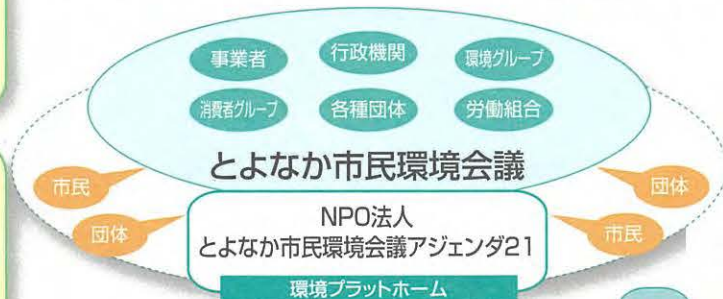 事業者
行政機関
環境グループ
消費者グループ
各種団体
労働組合
とよなか市民環境会議
市民
団体
団体
市民
NPO法人
とよなか市民環境会議アジェンダ21
環境プラットホーム